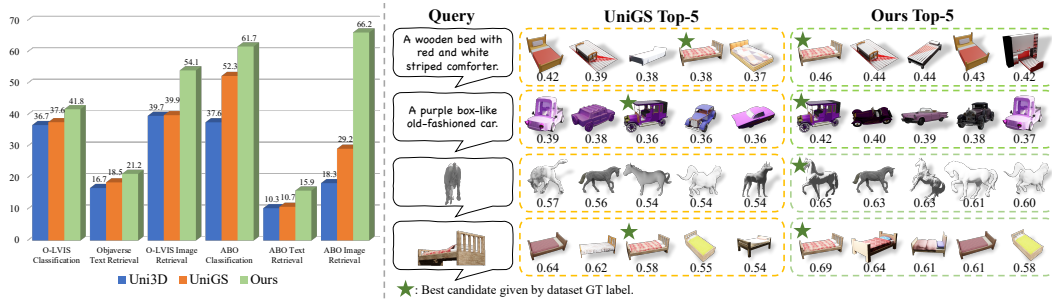 70
60
50
40
30
20
10
0
36.7 37.6 41.8
16.7 18.5 21.2
39.7 39.9 54.1
37.6 52.3 61.7
10.3 10.7 15.9
18.3 29.2 66.2
O-LVIS
Classification
Objaverse
Text Retrieval
O-LVIS Image
Retrieval
ABO
Classification
ABO Text
Retrieval
ABO Image
Retrieval
Uni3D UniGS Ours
Query UniGS Top-5 Ours Top-5
A wooden bed with
red and white
striped comforter.
0.42 0.39 0.38 0.38 0.37
0.46 0.44 0.44 0.43 0.42
A purple box-like
old-fashioned car.
0.39 0.38 0.36 0.36 0.36
0.42 0.40 0.39 0.38 0.37
0.57 0.56 0.54 0.54 0.54
0.65 0.63 0.63 0.61 0.60
0.64 0.62 0.58 0.55 0.54
0.69 0.64 0.61 0.61 0.58
: Best candidate given by dataset GT label.